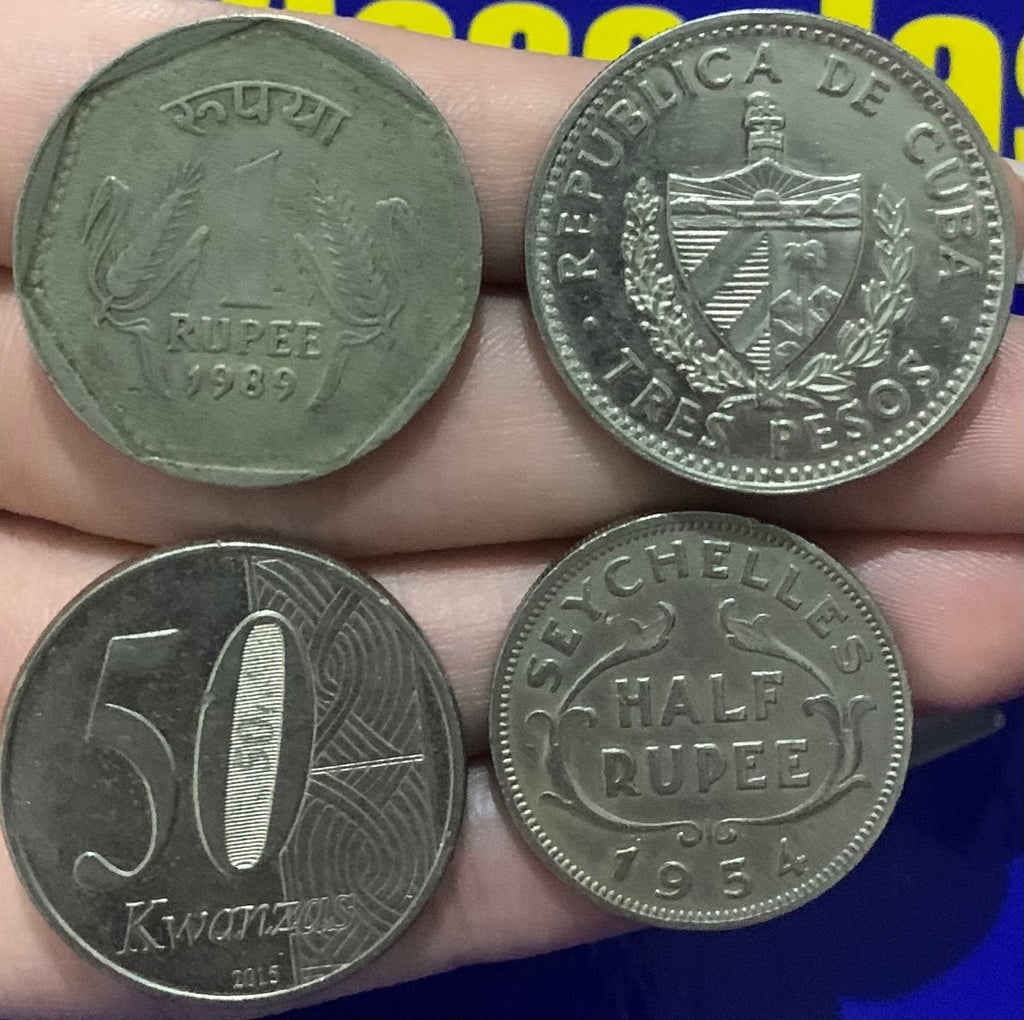 रूपया
1
RUPEE
1989
REPUBLICA DE CUBA
TRES PESOS
50
Kwanzas
2015
SEYCHELLES
HALF
RUPEE
1954